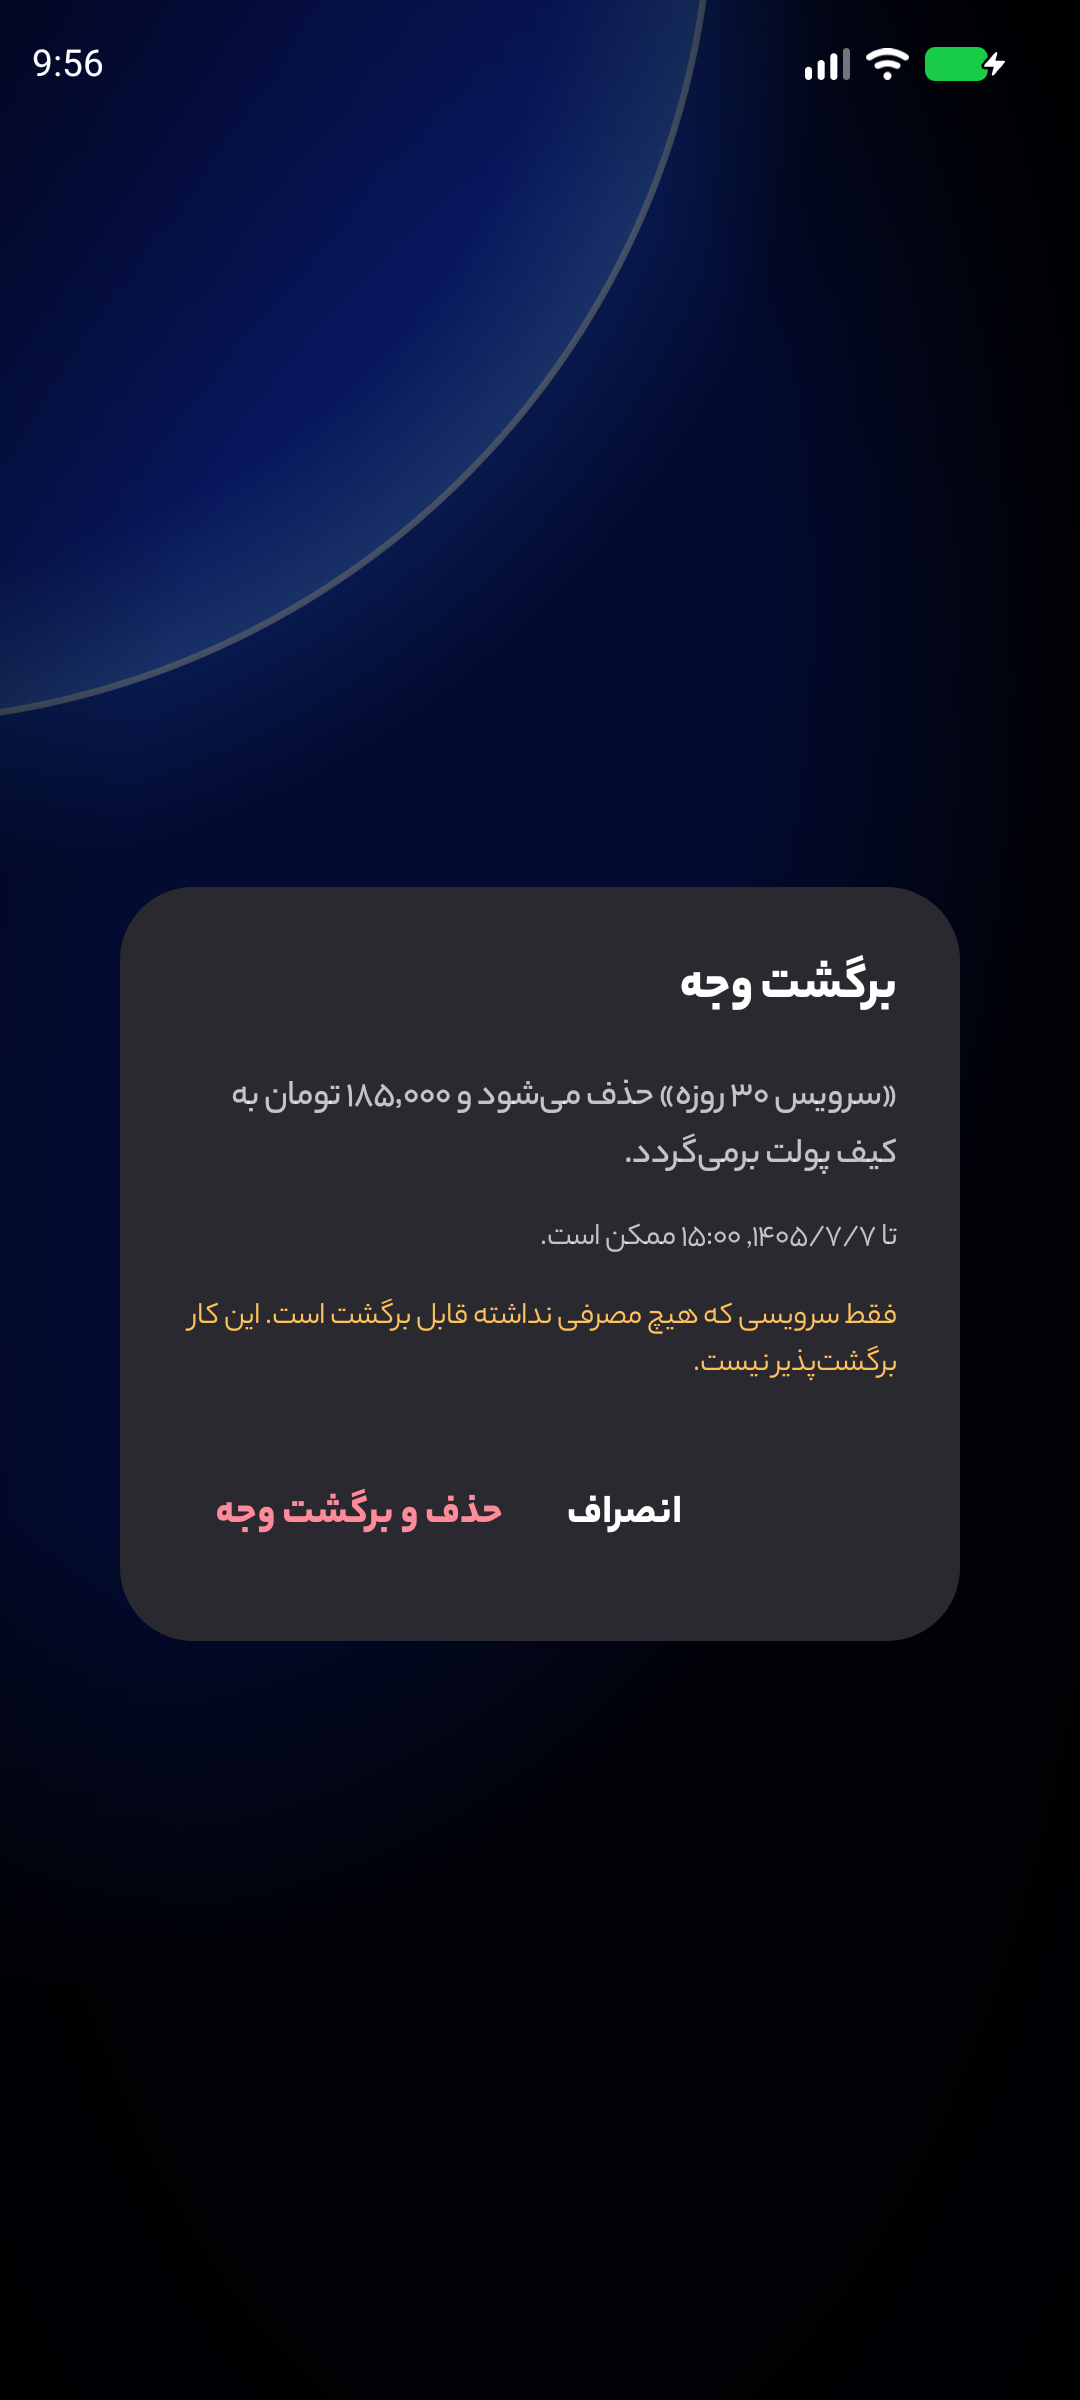 9:56
برگشت وجه
«سرویس ۳۰ روزه» حذف می‌شود و ۱۸۵,۰۰۰ تومان به
کیف پولت برمی‌گردد.
تا ۱۴۰۵/۷/۷, ۱۵:۰۰ ممکن است.
فقط سرویسی که هیچ مصرفی نداشته قابل برگشت است. این کار
برگشت‌پذیر نیست.
انصراف
حذف و برگشت وجه